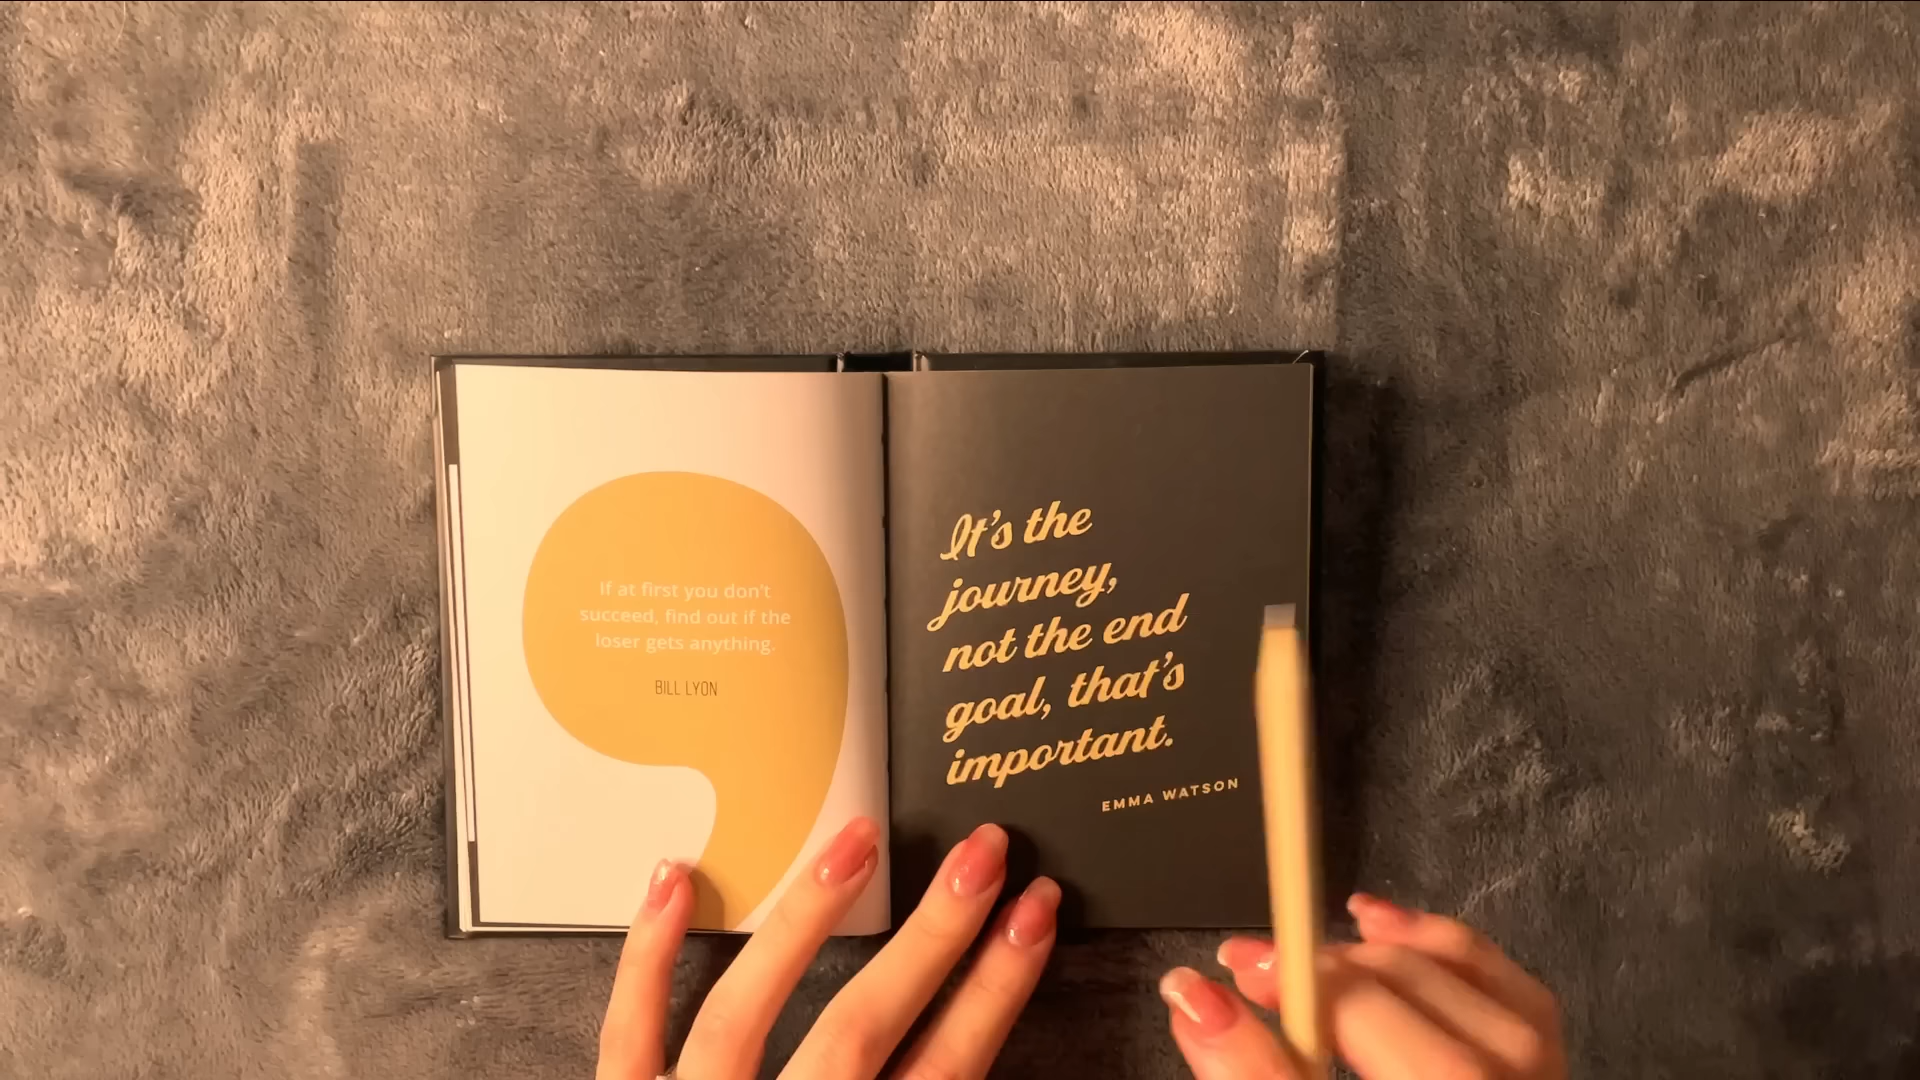 If at first you don't
succeed, find out if the
loser gets anything.
BILL LYON
It's the
journey,
not the end
goal, that's
important.
EMMA WATSON